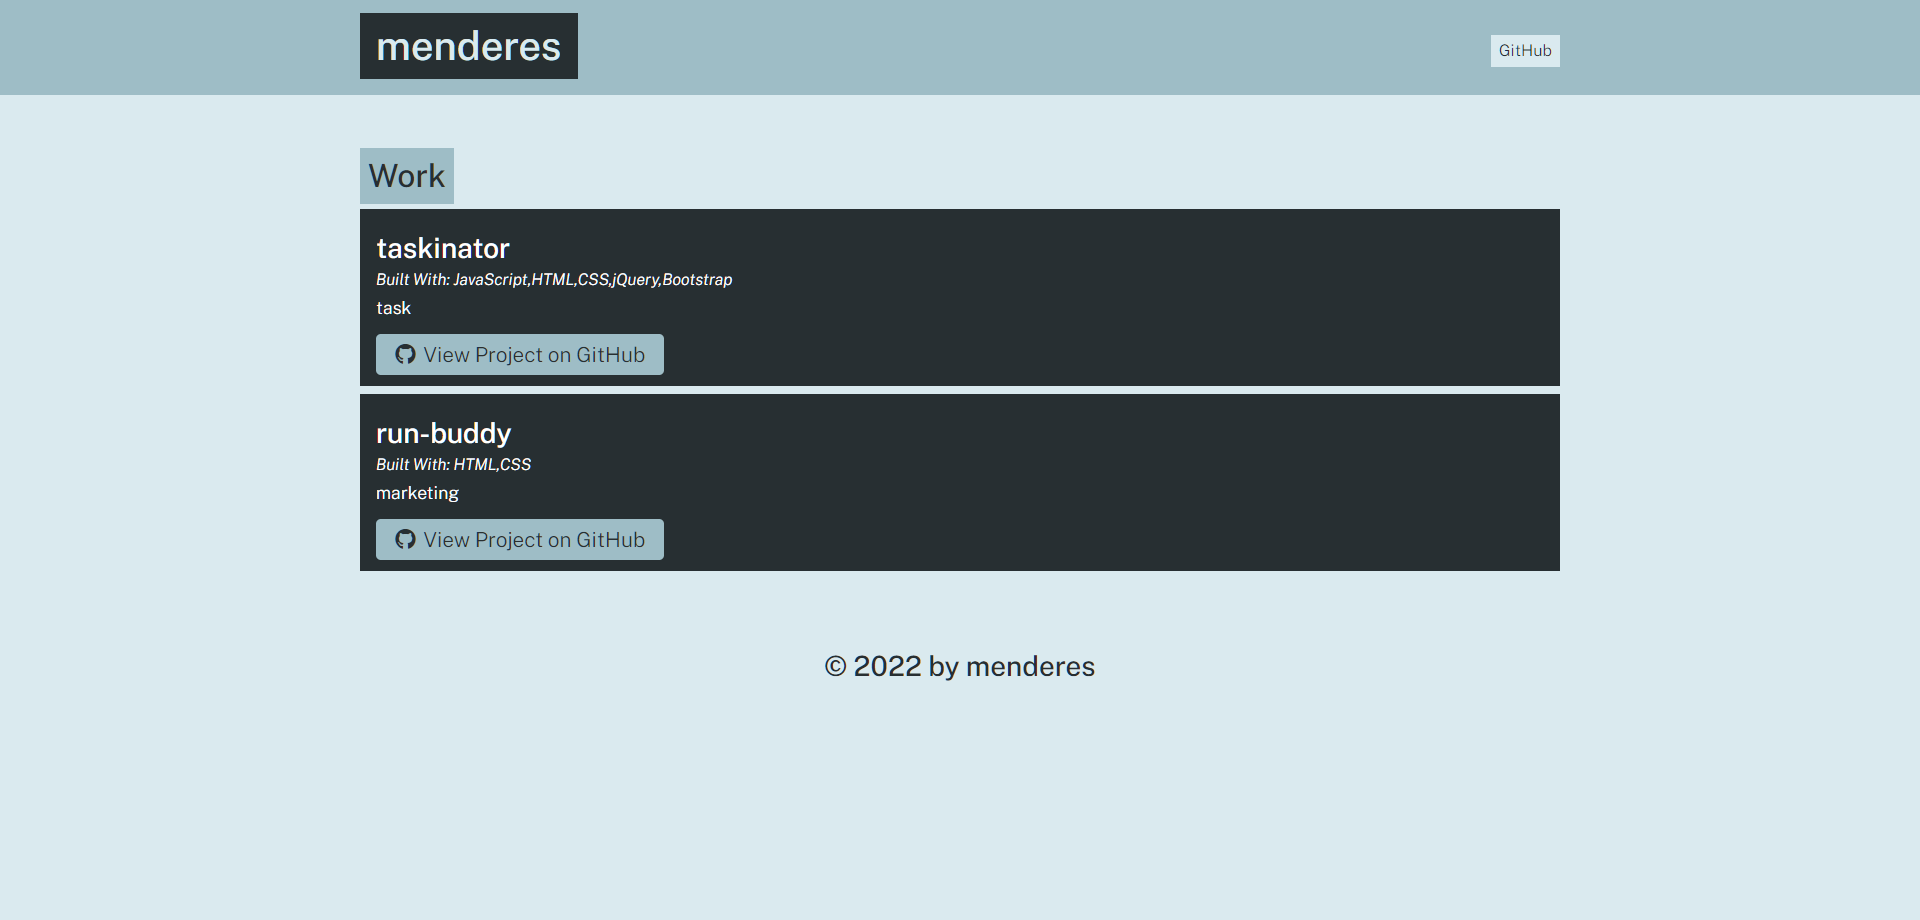 menderes
GitHub
Work
taskinator
Built With: JavaScript,HTML,CSS,jQuery,Bootstrap
task
View Project on GitHub
run-buddy
Built With: HTML,CSS
marketing
View Project on GitHub
© 2022 by menderes